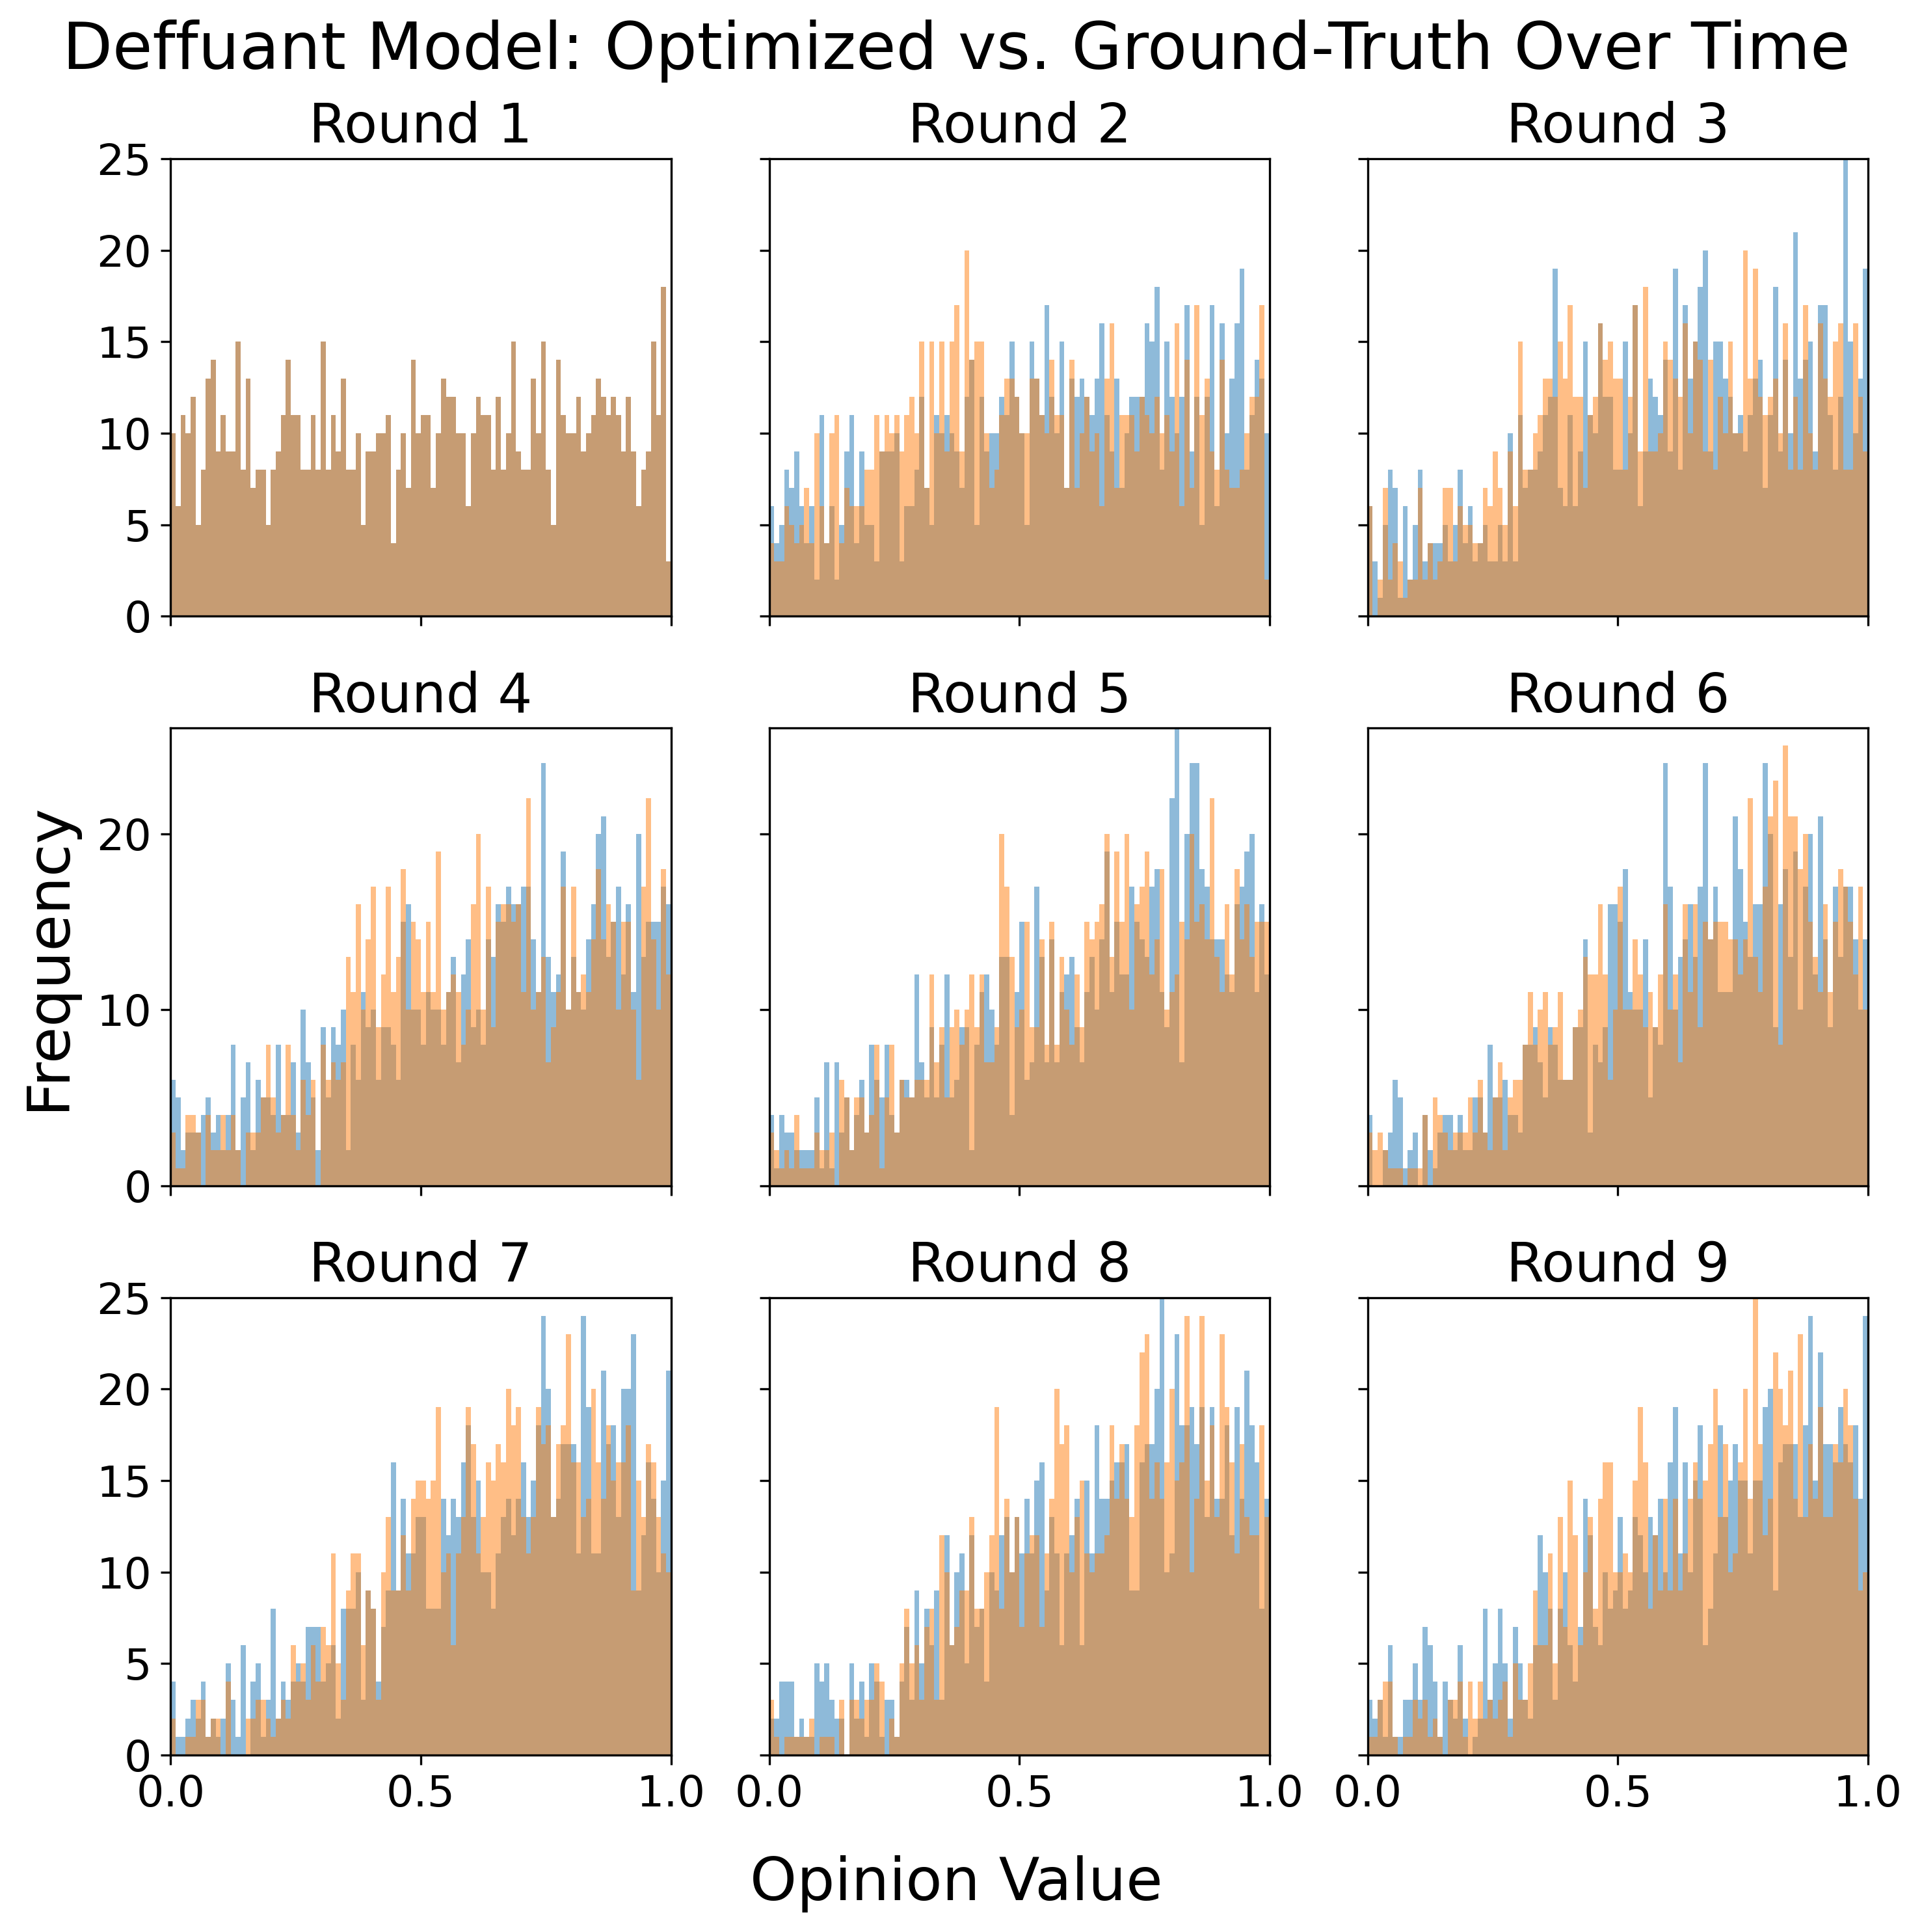 Deffuant Model: Optimized vs. Ground-Truth Over Time
Round 1 Round 2 Round 3
25
20
15
10
5
0
Round 4 Round 5 Round 6
20
10
0
Frequency
Round 7 Round 8 Round 9
25
20
15
10
5
0
0.0 0.5 1.0 0.0 0.5 1.0 0.0 0.5 1.0
Opinion Value